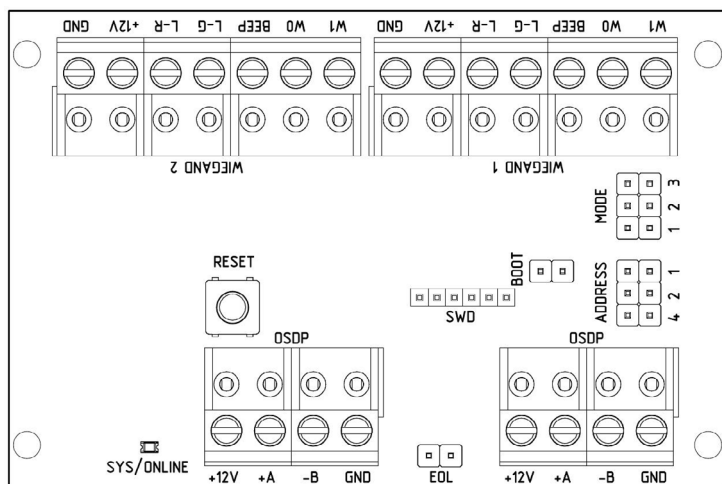 GND +12V L-R L-G BEEP W0 W1 GND +12V L-R L-G BEEP W0 W1
WIEGAND 2 WIEGAND 1
MODE 3
2
1
RESET BOOT
ADDRESS 1
2
4
SWD
OSDP OSDP
SYS/ONLINE
+12V +A -B GND EOL +12V +A -B GND